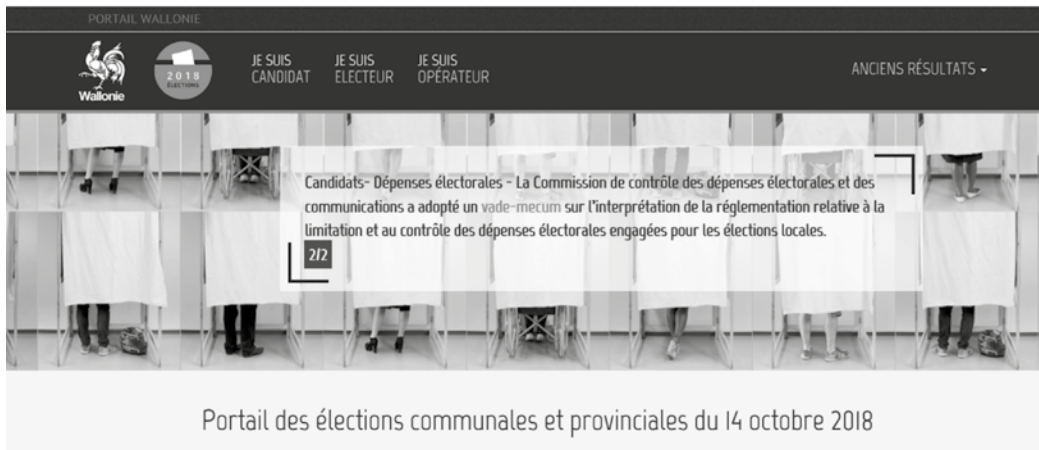 PORTAIL WALLONIE
Wallonie
2018
ÉLECTIONS
JE SUIS
CANDIDAT
JE SUIS
ELECTEUR
JE SUIS
OPÉRATEUR
ANCIENS RÉSULTATS
Candidats- Dépenses électorales - La Commission de contrôle des dépenses électorales et des
communications a adopté un vade-mecum sur l'interprétation de la réglementation relative à la
limitation et au contrôle des dépenses électorales engagées pour les élections locales.
2/2
Portail des élections communales et provinciales du 14 octobre 2018